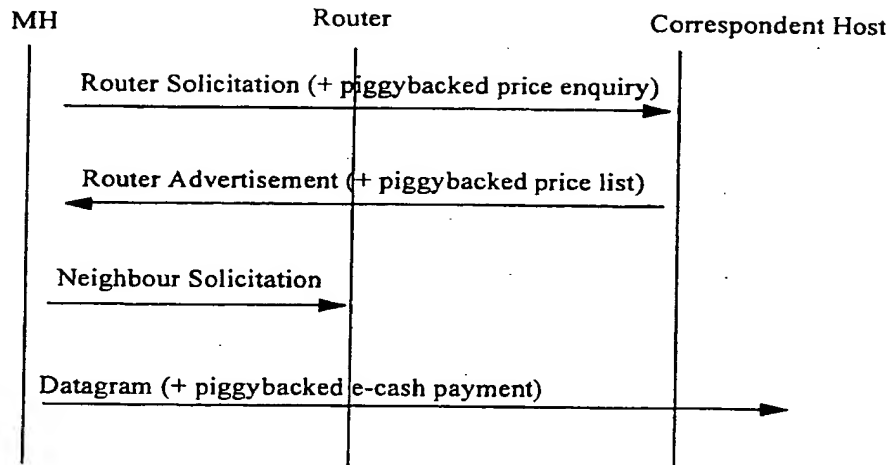 MH
Router
Correspondent Host
Router Solicitation (+ piggybacked price enquiry)
Router Advertisement (+ piggybacked price list)
Neighbour Solicitation
Datagram (+ piggybacked e-cash payment)